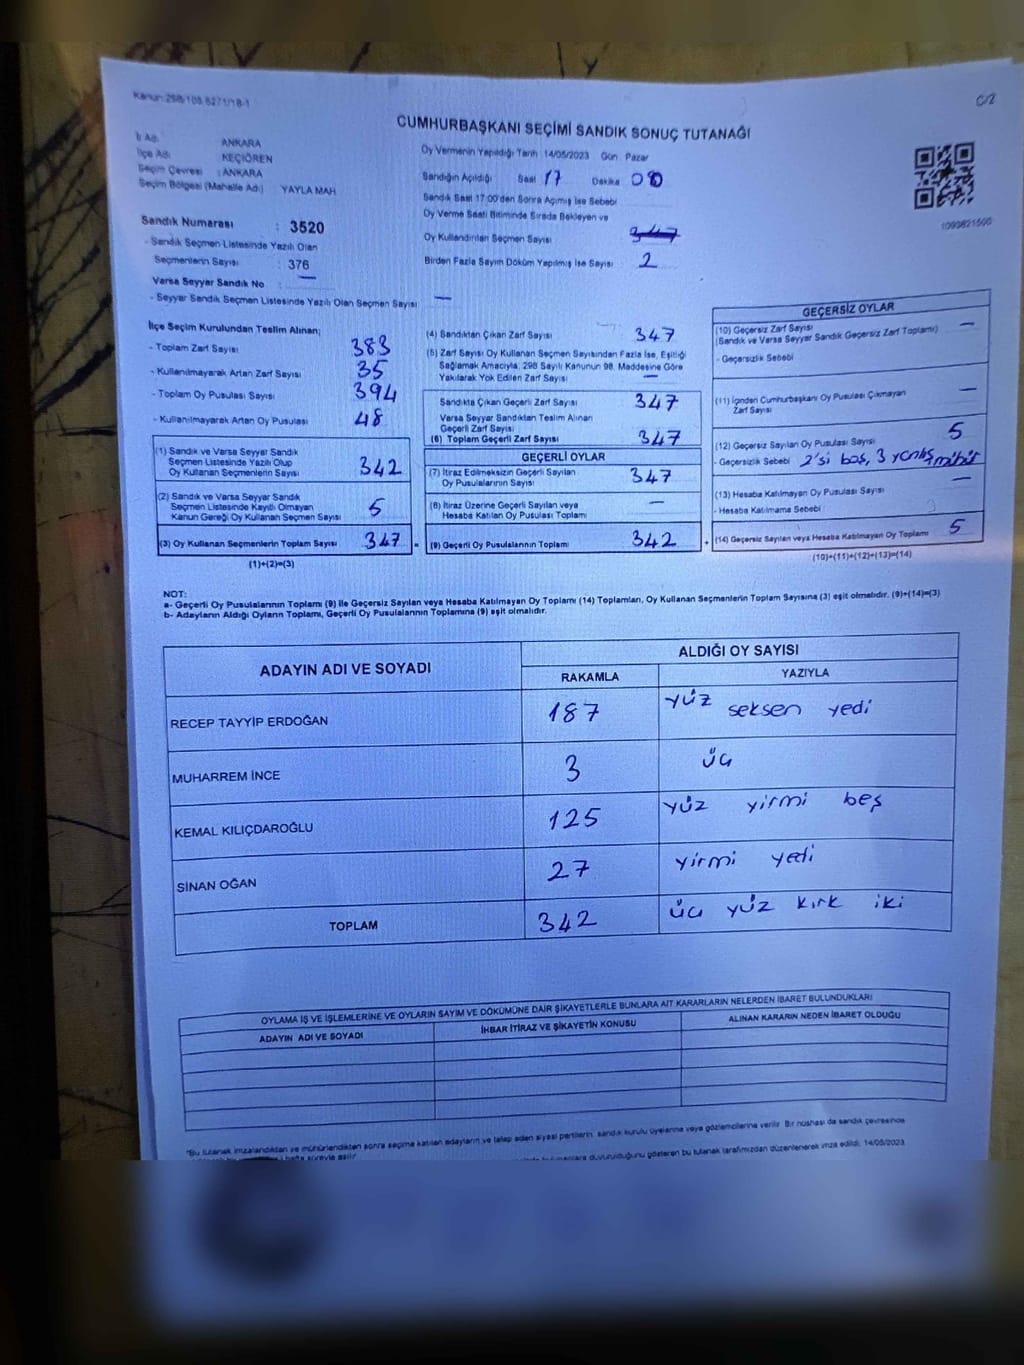 Kanun:298/103.6271/18-1
C/2
CUMHURBAŞKANI SEÇİMİ SANDIK SONUÇ TUTANAĞI
İl Adı : ANKARA
İlçe Adı : KEÇİÖREN
Seçim Çevresi : ANKARA
Seçim Bölgesi (Mahalle Adı) YAYLA MAH
Sandık Numarası : 3520
- Sandık Seçmen Listesinde Yazılı Olan
Seçmenlerin Sayısı : 376
Varsa Seyyar Sandık No —
- Seyyar Sandık Seçmen Listesinde Yazılı Olan Seçmen Sayısı —
Oy Vermenin Yapıldığı Tarih 14/05/2023 Gün Pazar
Sandığın Açıldığı Saat 17 Dakika 08
Sandık Saat 17:00'den Sonra Açılmış İse Sebebi
Oy Verme Saati Bitiminde Sırada Bekleyen ve
Oy Kullandırılan Seçmen Sayısı 347
Birden Fazla Sayım Döküm Yapılmış İse Sayısı 2
1093821500
İlçe Seçim Kurulundan Teslim Alınan;
- Toplam Zarf Sayısı 383
- Kullanılmayarak Artan Zarf Sayısı 35
- Toplam Oy Pusulası Sayısı 394
- Kullanılmayarak Artan Oy Pusulası 48
(1) Sandık ve Varsa Seyyar Sandık
Seçmen Listesinde Yazılı Olup
Oy Kullanan Seçmenlerin Sayısı 342
(2) Sandık ve Varsa Seyyar Sandık
Seçmen Listesinde Kayıtlı Olmayan
Kanun Gereği Oy Kullanan Seçmen Sayısı 5
(3) Oy Kullanan Seçmenlerin Toplam Sayısı 347
(1)+(2)=(3)
(4) Sandıktan Çıkan Zarf Sayısı 347
(5) Zarf Sayısı Oy Kullanan Seçmen Sayısından Fazla İse, Eşitliği
Sağlamak Amacıyla, 298 Sayılı Kanunun 98. Maddesine Göre
Yakılarak Yok Edilen Zarf Sayısı —
Sandıkta Çıkan Geçerli Zarf Sayısı 347
Varsa Seyyar Sandıktan Teslim Alınan
Geçerli Zarf Sayısı
(6) Toplam Geçerli Zarf Sayısı 347
GEÇERLİ OYLAR
(7) İtiraz Edilmeksizin Geçerli Sayılan
Oy Pusulalarının Sayısı 347
(8) İtiraz Üzerine Geçerli Sayılan veya
Hesaba Katılan Oy Pusulası Toplamı —
(9) Geçerli Oy Pusulalarının Toplamı 342
GEÇERSİZ OYLAR
(10) Geçersiz Zarf Sayısı —
(Sandık ve Varsa Seyyar Sandık Geçersiz Zarf Toplamı)
- Geçersizlik Sebebi
(11) İçinden Cumhurbaşkanı Oy Pusulası Çıkmayan
Zarf Sayısı —
(12) Geçersiz Sayılan Oy Pusulası Sayısı 5
- Geçersizlik Sebebi 2'si boş, 3 yanlış mühür
(13) Hesaba Katılmayan Oy Pusulası Sayısı —
- Hesaba Katılmama Sebebi
(14) Geçersiz Sayılan veya Hesaba Katılmayan Oy Toplamı 5
(10)+(11)+(12)+(13)=(14)
NOT:
a- Geçerli Oy Pusulalarının Toplamı (9) ile Geçersiz Sayılan veya Hesaba Katılmayan Oy Toplamı (14) Toplamları, Oy Kullanan Seçmenlerin Toplam Sayısına (3) eşit olmalıdır. (9)+(14)=(3)
b- Adayların Aldığı Oyların Toplamı, Geçerli Oy Pusulalarının Toplamına (9) eşit olmalıdır.
ADAYIN ADI VE SOYADI
ALDIĞI OY SAYISI
RAKAMLA YAZIYLA
RECEP TAYYİP ERDOĞAN 187 yüz seksen yedi
MUHARREM İNCE 3 üç
KEMAL KILIÇDAROĞLU 125 yüz yirmi beş
SİNAN OĞAN 27 yirmi yedi
TOPLAM 342 üç yüz kırk iki
OYLAMA İŞ VE İŞLEMLERİNE VE OYLARIN SAYIM VE DÖKÜMÜNE DAİR ŞİKAYETLERLE BUNLARA AİT KARARLARIN NELERDEN İBARET BULUNDUKLARI
ADAYIN ADI VE SOYADI İHBAR İTİRAZ VE ŞİKAYETİN KONUSU ALINAN KARARIN NEDEN İBARET OLDUĞU
"Bu tutanak imzalandıktan ve mühürlendikten sonra seçime katılan adayların ve talep eden siyasi partilerin, sandık kurulu üyelerine veya gözlemcilerine verilir. Bir nüshası da sandık çevresinde
duyurulduğunu gösteren bu tutanak tarafımızdan düzenlenerek imza edildi. 14/05/2023